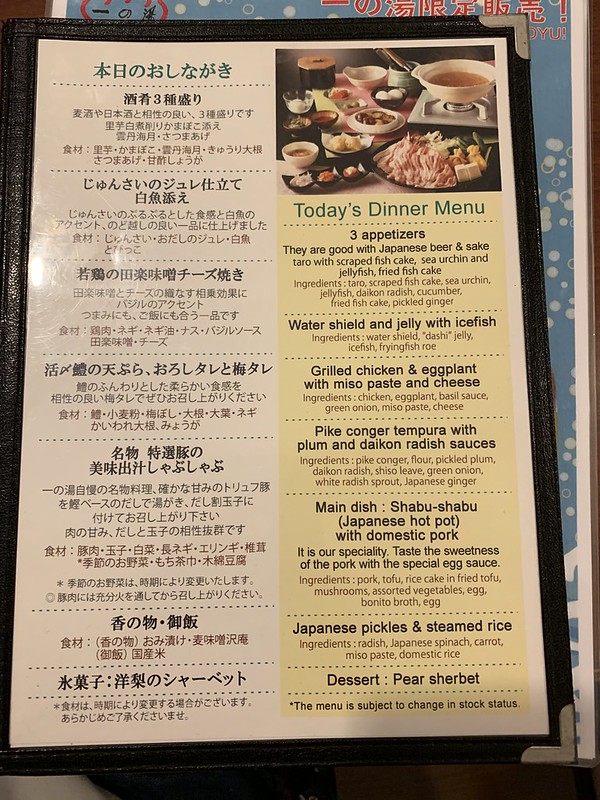 一の湯
一の湯限定販売！
OYU!
本日のおしながき
酒肴３種盛り
麦酒や日本酒と相性の良い、３種盛りです
里芋白煮削りかまぼこ添え
雲丹海月・さつまあげ
食材：里芋・かまぼこ・雲丹海月・きゅうり大根
さつまあげ・甘酢しょうが
じゅんさいのジュレ仕立て
白魚添え
じゅんさいのぷるぷるとした食感と白魚の
アクセント、のど越しの良い一品に仕上げました
食材：じゅんさい・おだしのジュレ・白魚
とびっこ
若鶏の田楽味噌チーズ焼き
田楽味噌とチーズの織なす相乗効果に
バジルのアクセント
つまみにも、ご飯にも合う一品です
食材：鶏肉・ネギ・ネギ油・ナス・バジルソース
田楽味噌・チーズ
活〆鱧の天ぷら、おろしタレと梅タレ
鱧のふんわりとした柔らかい食感を
相性の良い梅タレでぜひお召し上がりください
食材：鱧・小麦粉・梅ぼし・大根・大葉・ネギ
かいわれ大根、みょうが
名物 特選豚の
美味出汁しゃぶしゃぶ
一の湯自慢の名物料理、確かな甘みのトリュフ豚
を鰹ベースのだしで湯がき、だし割玉子に
付けてお召し上がり下さい
肉の甘み、だしと玉子の相性抜群です
食材：豚肉・玉子・白菜・長ネギ・エリンギ・椎茸
*季節のお野菜・もち茶巾・木綿豆腐
＊ 季節のお野菜は、時期により変更いたします。
◎ 豚肉には充分火を通してから召し上がりください。
香の物・御飯
食材：（香の物）おみ漬け・麦味噌沢庵
（御飯）国産米
氷菓子：洋梨のシャーベット
＊食材は、時期により変更する場合がございます。
あらかじめご了承くださいませ。
Today's Dinner Menu
3 appetizers
They are good with Japanese beer & sake
taro with scraped fish cake, sea urchin and
jellyfish, fried fish cake
Ingredients : taro, scraped fish cake, sea urchin,
jellyfish, daikon radish, cucumber,
fried fish cake, pickled ginger
Water shield and jelly with icefish
Ingredients : water shield, "dashi" jelly,
icefish, fryingfish roe
Grilled chicken & eggplant
with miso paste and cheese
Ingredients : chicken, eggplant, basil sauce,
green onion, miso paste, cheese
Pike conger tempura with
plum and daikon radish sauces
Ingredients : pike conger, flour, pickled plum,
daikon radish, shiso leave, green onion,
white radish sprout, Japanese ginger
Main dish : Shabu-shabu
(Japanese hot pot)
with domestic pork
It is our speciality. Taste the sweetness
of the pork with the special egg sauce.
Ingredients : pork, tofu, rice cake in fried tofu,
mushrooms, assorted vegetables, egg,
bonito broth, egg
Japanese pickles & steamed rice
Ingredients : radish, Japanese spinach, carrot,
miso paste, domestic rice
Dessert : Pear sherbet
*The menu is subject to change in stock status.